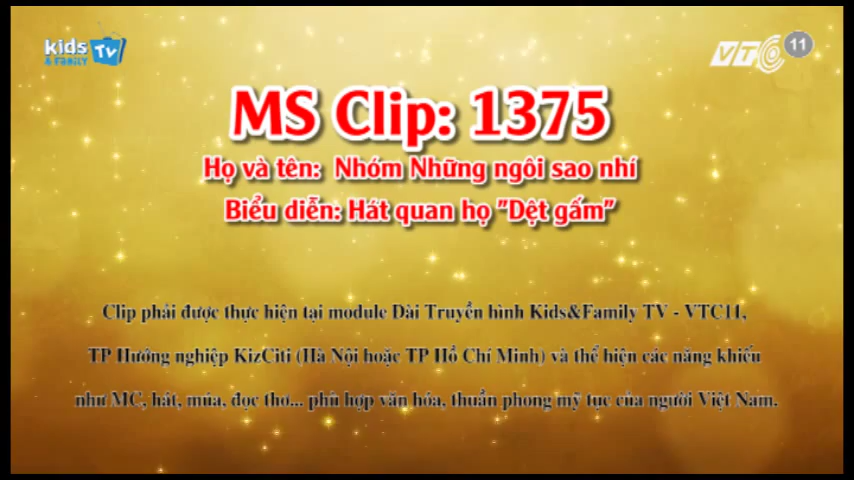 kids TV
& FAMILY
VTC 11
MS Clip: 1375
Họ và tên: Nhóm Những ngôi sao nhí
Biểu diễn: Hát quan họ "Dệt gấm"
Clip phải được thực hiện tại module Đài Truyền hình Kids&Family TV - VTC11,
TP Hướng nghiệp KizCiti (Hà Nội hoặc TP Hồ Chí Minh) và thể hiện các năng khiếu
như MC, hát, múa, đọc thơ... phù hợp văn hóa, thuần phong mỹ tục của người Việt Nam.